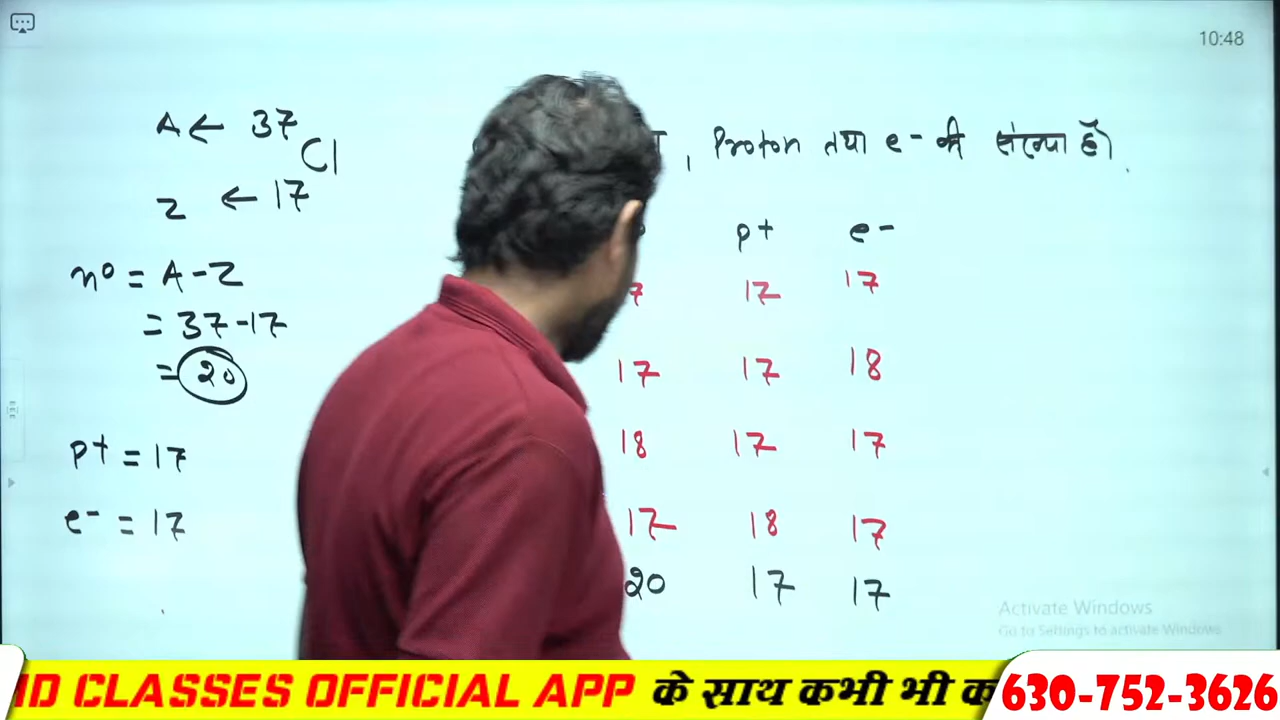 10:48
A ← 37
Cl
Z ← 17
, Proton तथा e- की संख्या है।
n° = A-Z
= 37-17
= 20
p+ = 17
e- = 17
p+ e-
7 17 17
17 17 18
18 17 17
17 18 17
20 17 17
Activate Windows
Go to Settings to activate Windows.
ID CLASSES OFFICIAL APP के साथ कभी भी क
630-752-3626